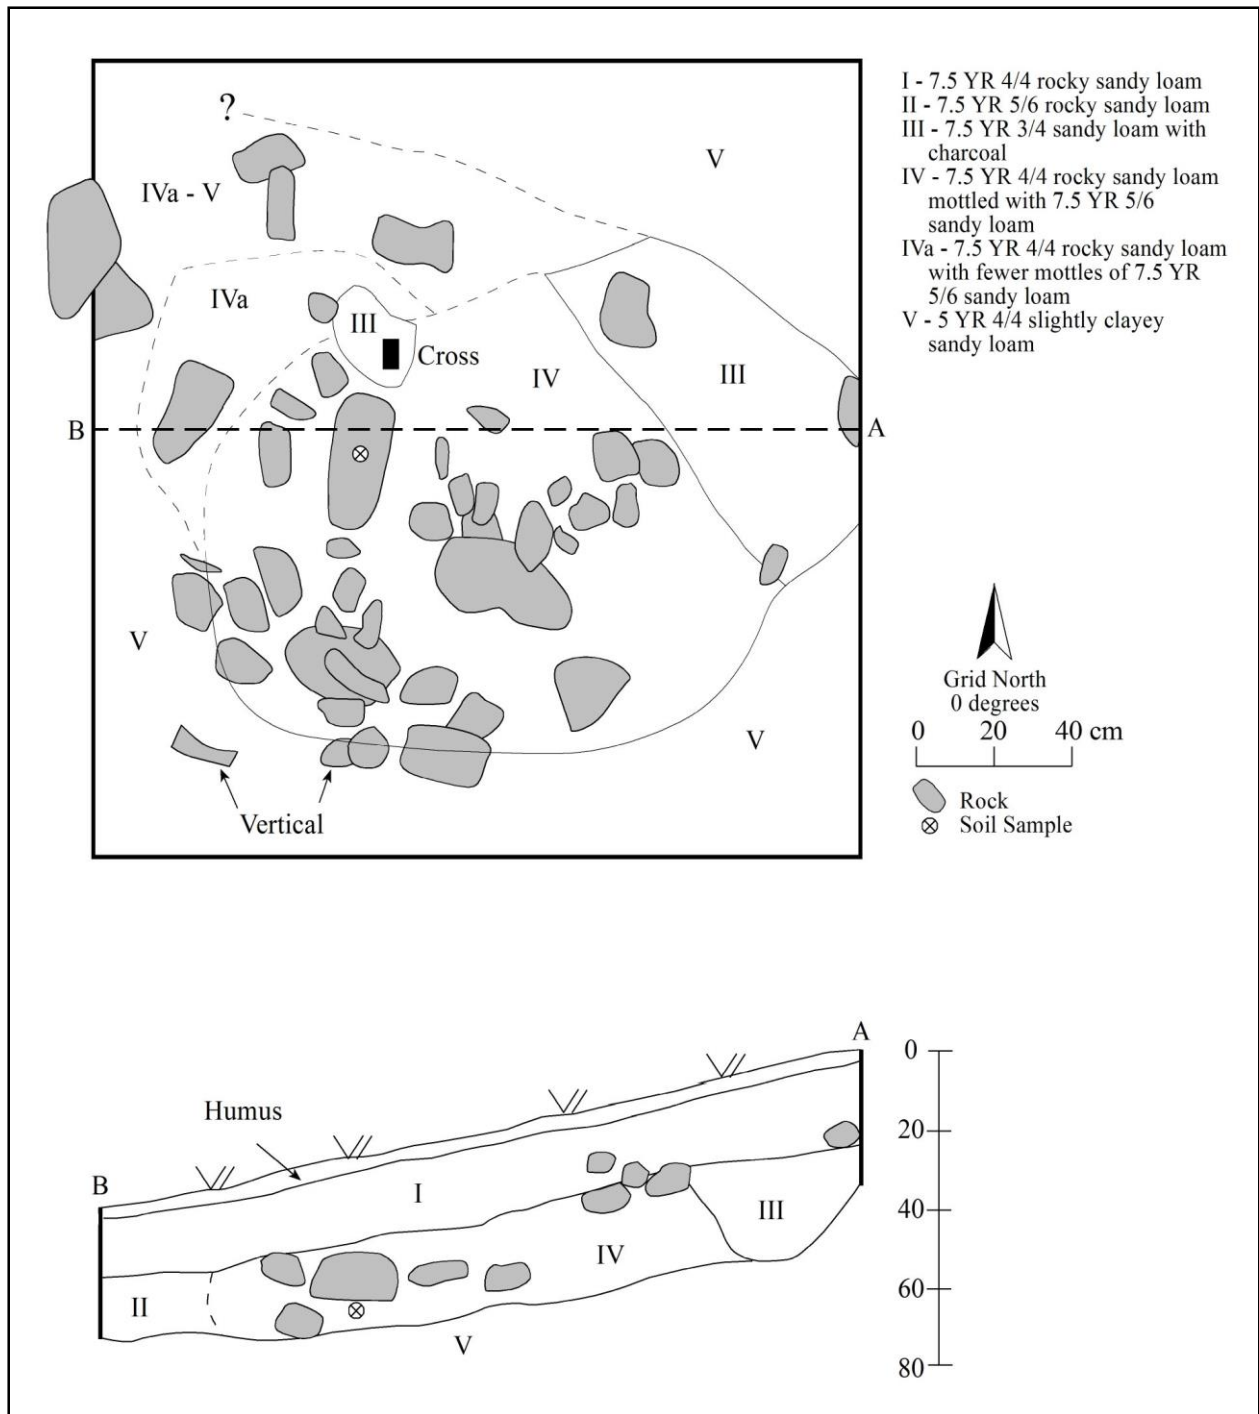 ?
V
IVa - V
IVa
III
Cross
IV
III
B
A
V
V
Vertical
I - 7.5 YR 4/4 rocky sandy loam
II - 7.5 YR 5/6 rocky sandy loam
III - 7.5 YR 3/4 sandy loam with
charcoal
IV - 7.5 YR 4/4 rocky sandy loam
mottled with 7.5 YR 5/6
sandy loam
IVa - 7.5 YR 4/4 rocky sandy loam
with fewer mottles of 7.5 YR
5/6 sandy loam
V - 5 YR 4/4 slightly clayey
sandy loam
Grid North
0 degrees
0 20 40 cm
Rock
Soil Sample
A
Humus
B
I
III
IV
II
V
0
20
40
60
80